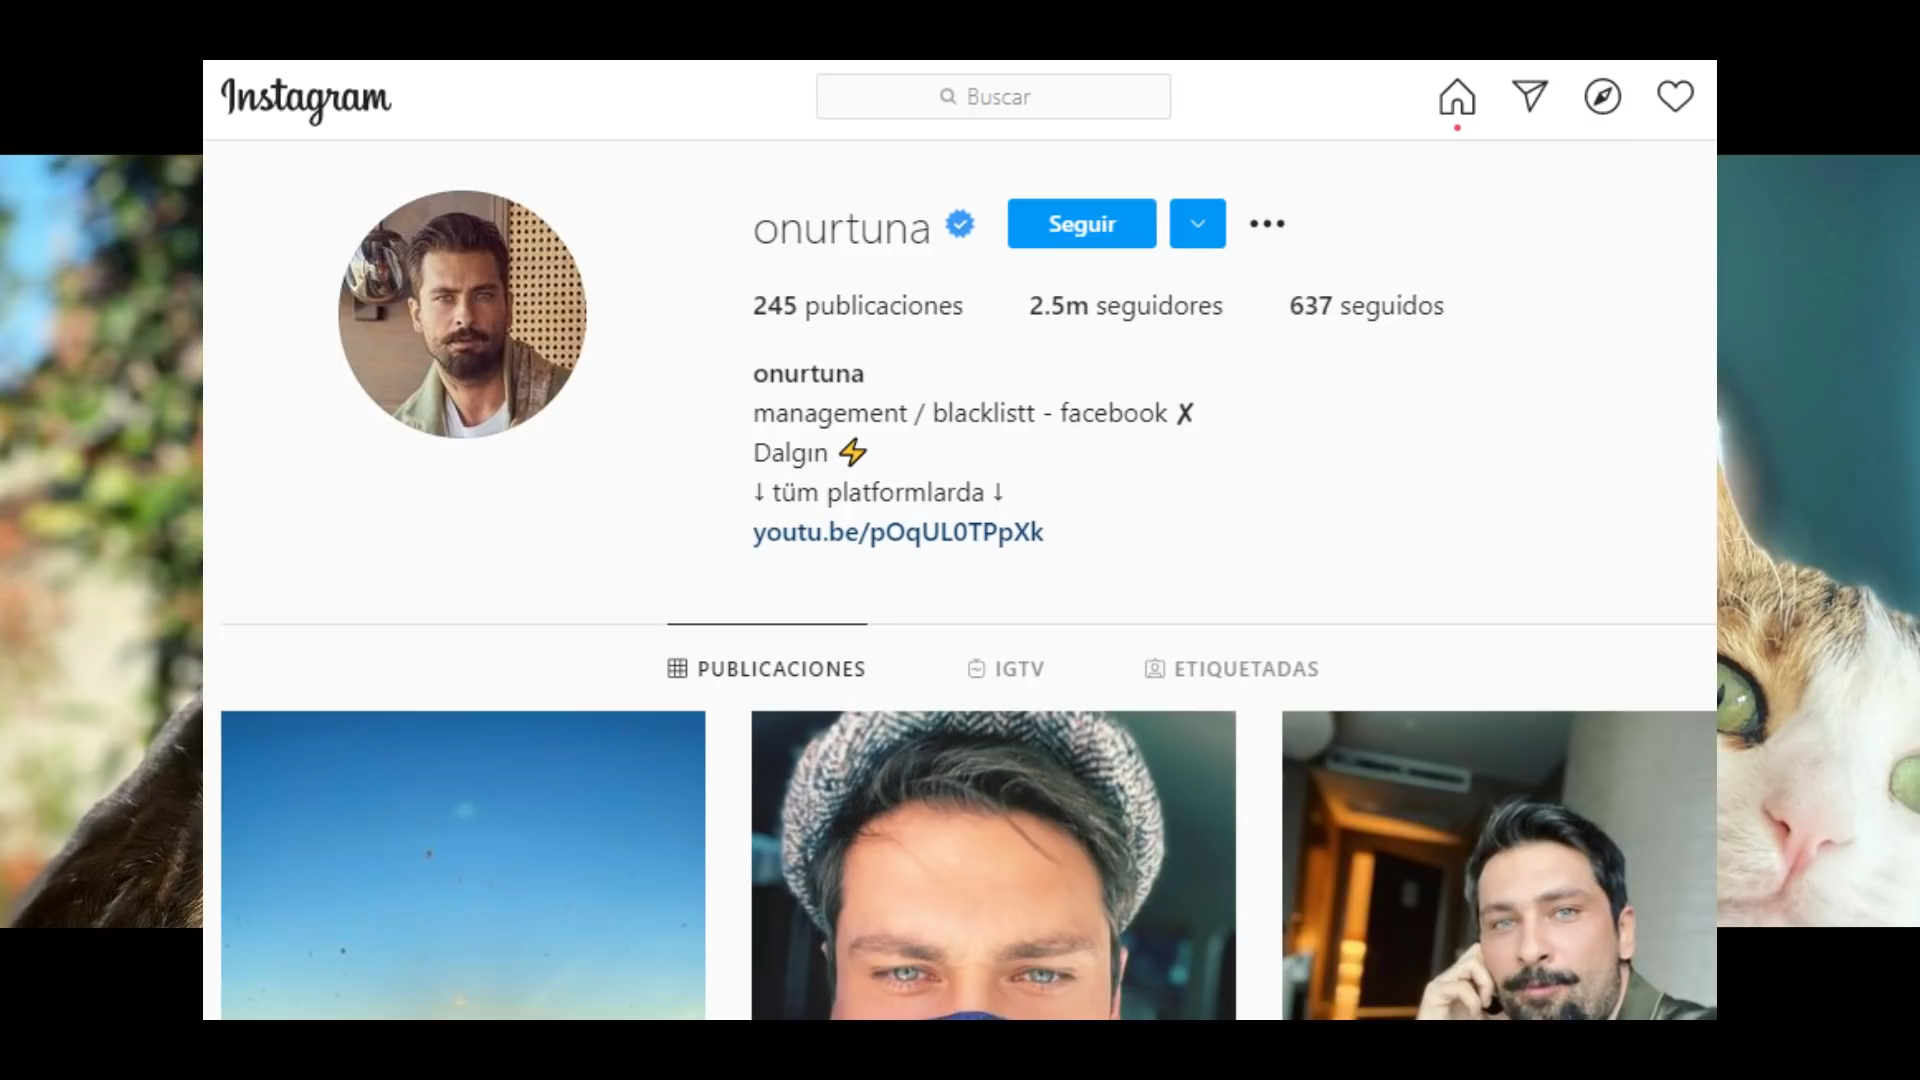 Instagram
Buscar
onurtuna
Seguir
245 publicaciones 2.5m seguidores 637 seguidos
onurtuna
management / blacklistt - facebook ✗
Dalgın ⚡
↓ tüm platformlarda ↓
youtu.be/pOqUL0TPpXk
PUBLICACIONES IGTV ETIQUETADAS